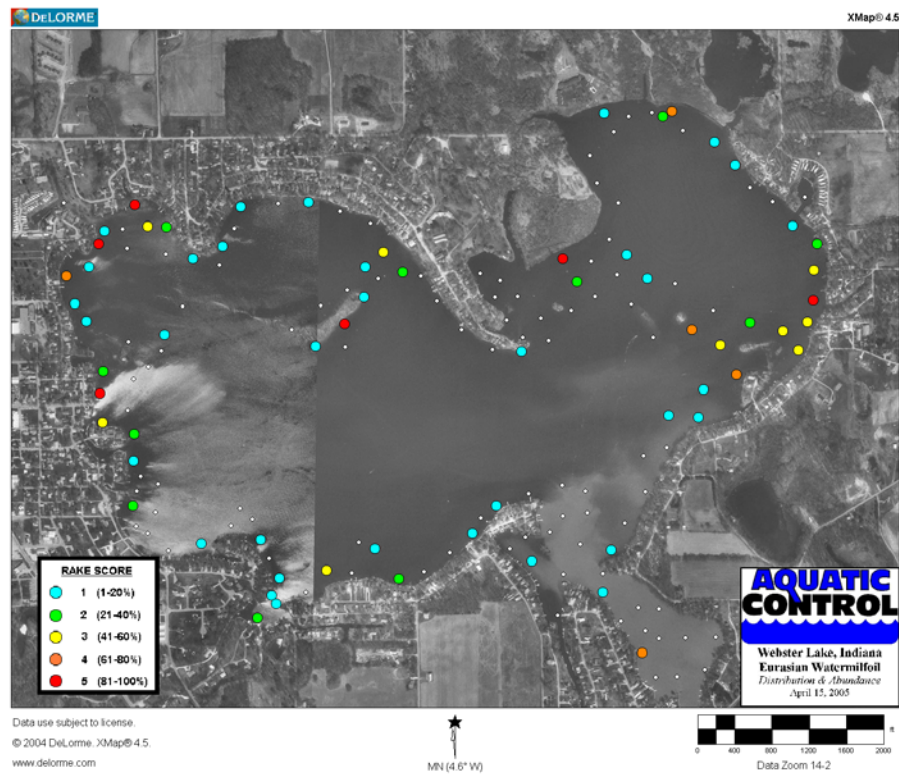 DELORME
XMap® 4.5
RAKE SCORE
1 (1-20%)
2 (21-40%)
3 (41-60%)
4 (61-80%)
5 (81-100%)
AQUATIC
CONTROL
Webster Lake, Indiana
Eurasian Watermilfoil
Distribution & Abundance
April 15, 2005
Data use subject to license.
© 2004 DeLorme. XMap® 4.5.
www.delorme.com
MN (4.6° W)
ft
0 400 800 1200 1600 2000
Data Zoom 14-2